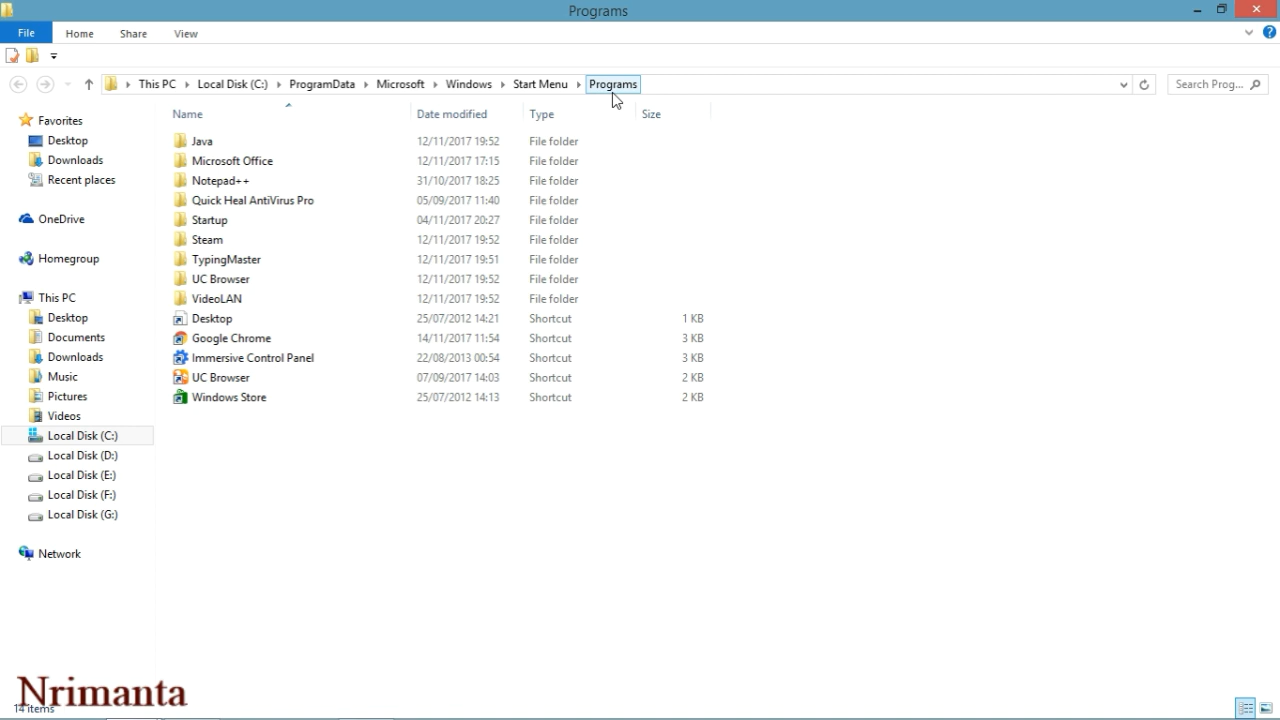 Programs
File Home Share View
This PC Local Disk (C:) ProgramData Microsoft Windows Start Menu Programs Search Prog...
Name Date modified Type Size
Favorites
Desktop
Downloads
Recent places
OneDrive
Homegroup
This PC
Desktop
Documents
Downloads
Music
Pictures
Videos
Local Disk (C:)
Local Disk (D:)
Local Disk (E:)
Local Disk (F:)
Local Disk (G:)
Network
Java 12/11/2017 19:52 File folder
Microsoft Office 12/11/2017 17:15 File folder
Notepad++ 31/10/2017 18:25 File folder
Quick Heal AntiVirus Pro 05/09/2017 11:40 File folder
Startup 04/11/2017 20:27 File folder
Steam 12/11/2017 19:52 File folder
TypingMaster 12/11/2017 19:51 File folder
UC Browser 12/11/2017 19:52 File folder
VideoLAN 12/11/2017 19:52 File folder
Desktop 25/07/2012 14:21 Shortcut 1 KB
Google Chrome 14/11/2017 11:54 Shortcut 3 KB
Immersive Control Panel 22/08/2013 00:54 Shortcut 3 KB
UC Browser 07/09/2017 14:03 Shortcut 2 KB
Windows Store 25/07/2012 14:13 Shortcut 2 KB
Nrimanta
14 items